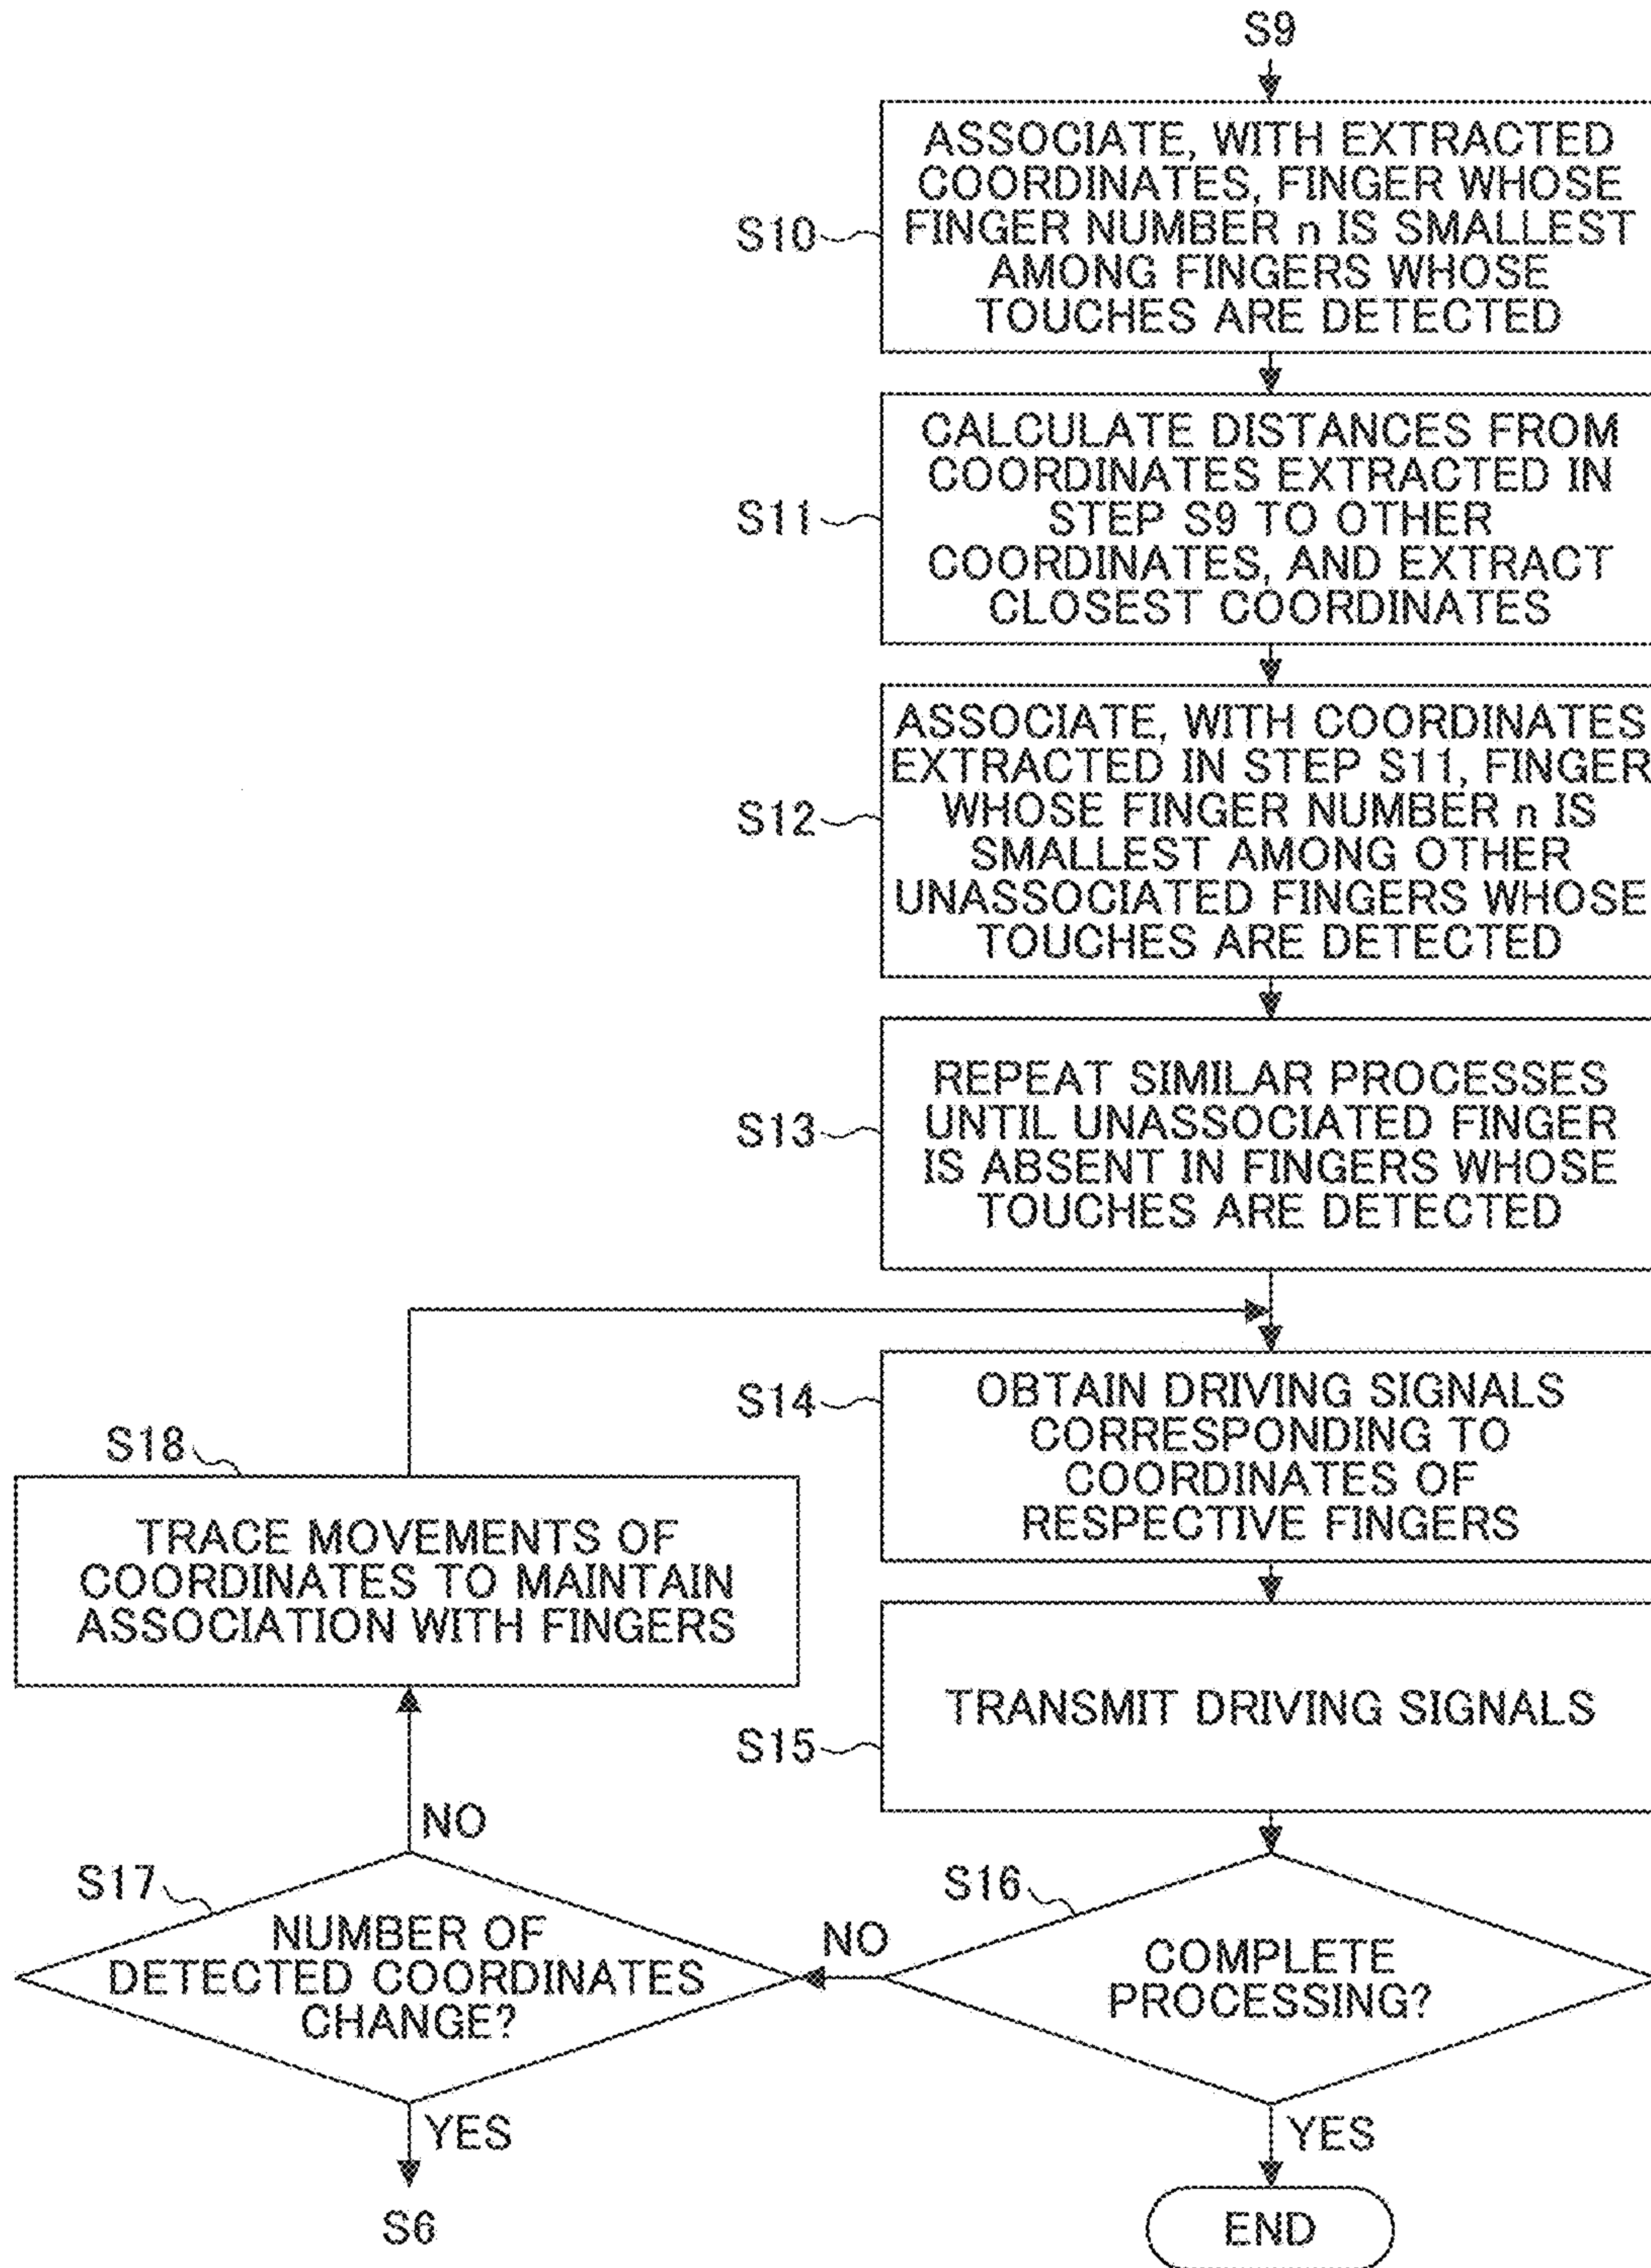 S9
S10
ASSOCIATE, WITH EXTRACTED
COORDINATES, FINGER WHOSE
FINGER NUMBER n IS SMALLEST
AMONG FINGERS WHOSE
TOUCHES ARE DETECTED
S11
CALCULATE DISTANCES FROM
COORDINATES EXTRACTED IN
STEP S9 TO OTHER
COORDINATES, AND EXTRACT
CLOSEST COORDINATES
S12
ASSOCIATE, WITH COORDINATES
EXTRACTED IN STEP S11, FINGER
WHOSE FINGER NUMBER n IS
SMALLEST AMONG OTHER
UNASSOCIATED FINGERS WHOSE
TOUCHES ARE DETECTED
S13
REPEAT SIMILAR PROCESSES
UNTIL UNASSOCIATED FINGER
IS ABSENT IN FINGERS WHOSE
TOUCHES ARE DETECTED
S14
OBTAIN DRIVING SIGNALS
CORRESPONDING TO
COORDINATES OF
RESPECTIVE FINGERS
S18
TRACE MOVEMENTS OF
COORDINATES TO MAINTAIN
ASSOCIATION WITH FINGERS
S15
TRANSMIT DRIVING SIGNALS
NO
S17
NUMBER OF
DETECTED COORDINATES
CHANGE?
NO
S16
COMPLETE
PROCESSING?
YES
YES
S6
END